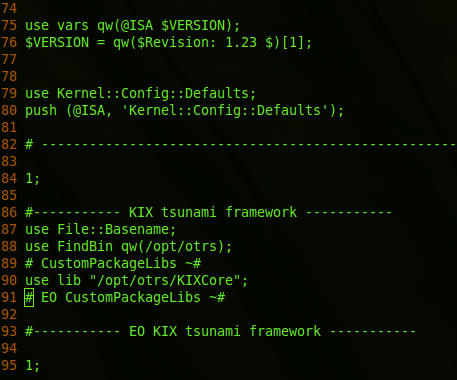 74
75 use vars qw(@ISA $VERSION);
76 $VERSION = qw($Revision: 1.23 $)[1];
77
78
79 use Kernel::Config::Defaults;
80 push (@ISA, 'Kernel::Config::Defaults');
81
82 # ----------------------------------------------------
83
84 1;
85
86 #----------- KIX tsunami framework -----------
87 use File::Basename;
88 use FindBin qw(/opt/otrs);
89 # CustomPackageLibs ~#
90 use lib "/opt/otrs/KIXCore";
91 # EO CustomPackageLibs ~#
92
93 #----------- EO KIX tsunami framework -----------
94
95 1;